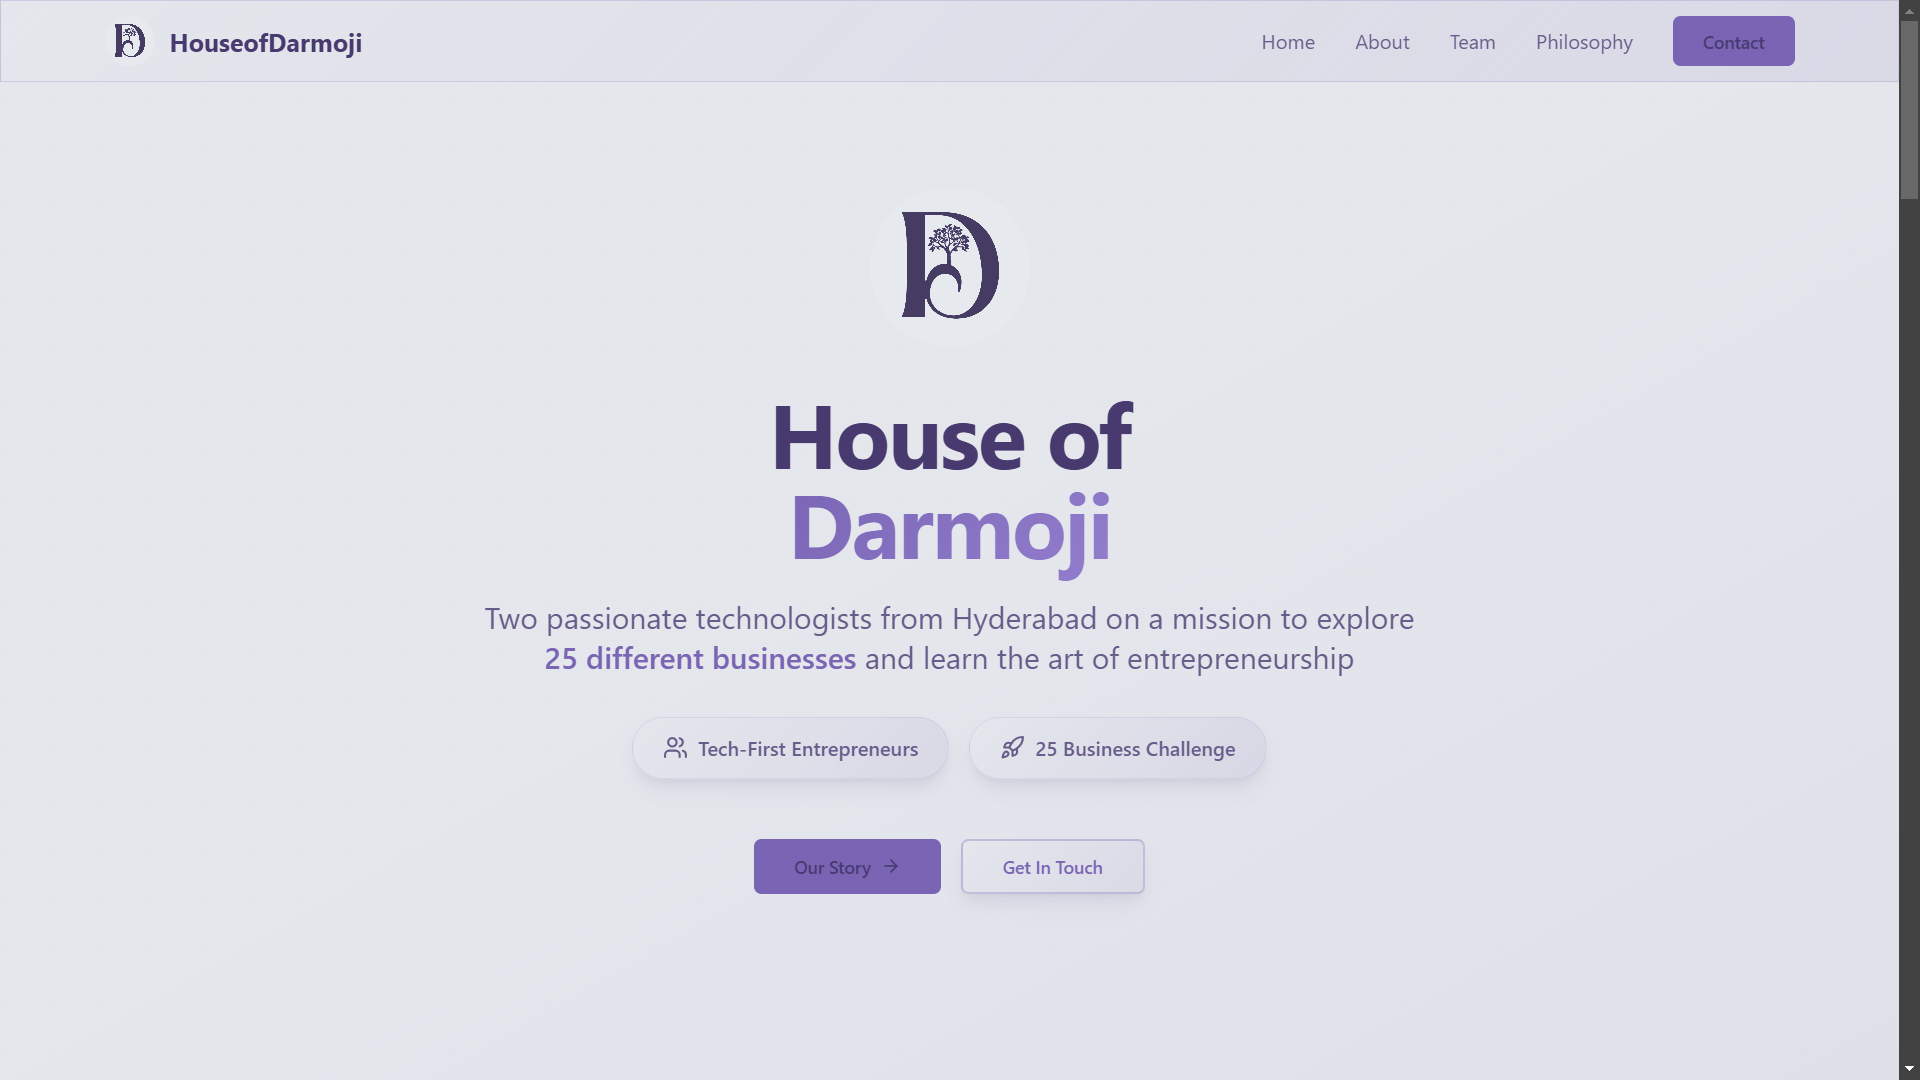 HouseofDarmoji
Home
About
Team
Philosophy
Contact
House of
Darmoji
Two passionate technologists from Hyderabad on a mission to explore
25 different businesses and learn the art of entrepreneurship
Tech-First Entrepreneurs
25 Business Challenge
Our Story
Get In Touch